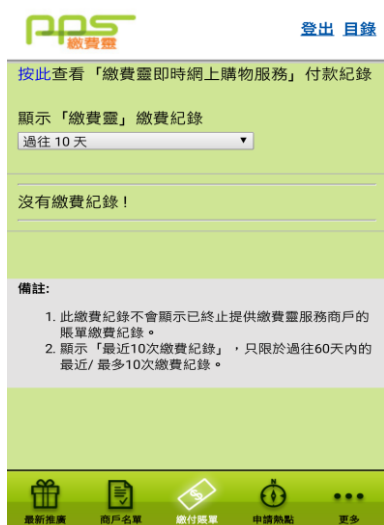 pps
繳費靈
登出 目錄
按此查看「繳費靈即時網上購物服務」付款紀錄
顯示「繳費靈」繳費紀錄
過往 10 天
沒有繳費紀錄 !
備註:
1. 此繳費紀錄不會顯示已終止提供繳費靈服務商戶的
賬單繳費紀錄。
2. 顯示「最近10次繳費紀錄」，只限於過往60天內的
最近/ 最多10次繳費紀錄。
最新推廣 商戶名單 繳付賬單 申請熱點 更多